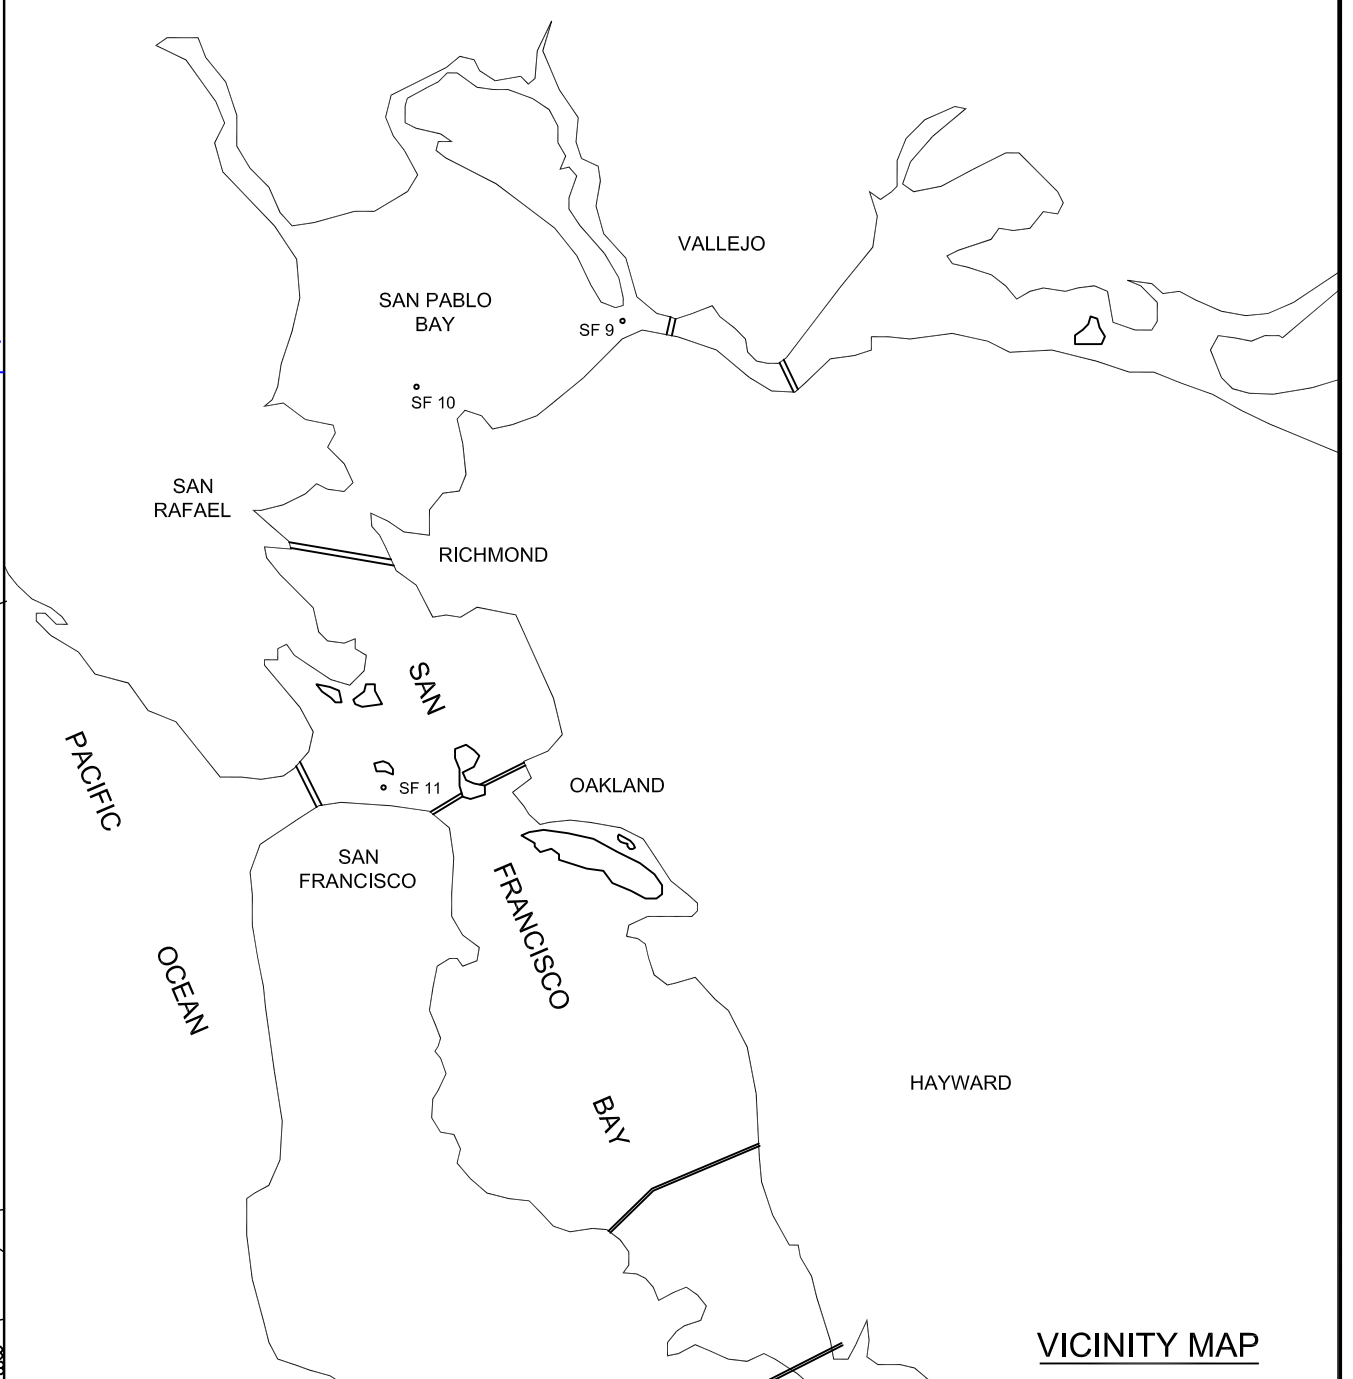 VALLEJO
SAN PABLO
BAY
SF 9
SF 10
SAN
RAFAEL
RICHMOND
SAN
PACIFIC
SF 11
OAKLAND
SAN
FRANCISCO
FRANCISCO
OCEAN
HAYWARD
BAY
VICINITY MAP